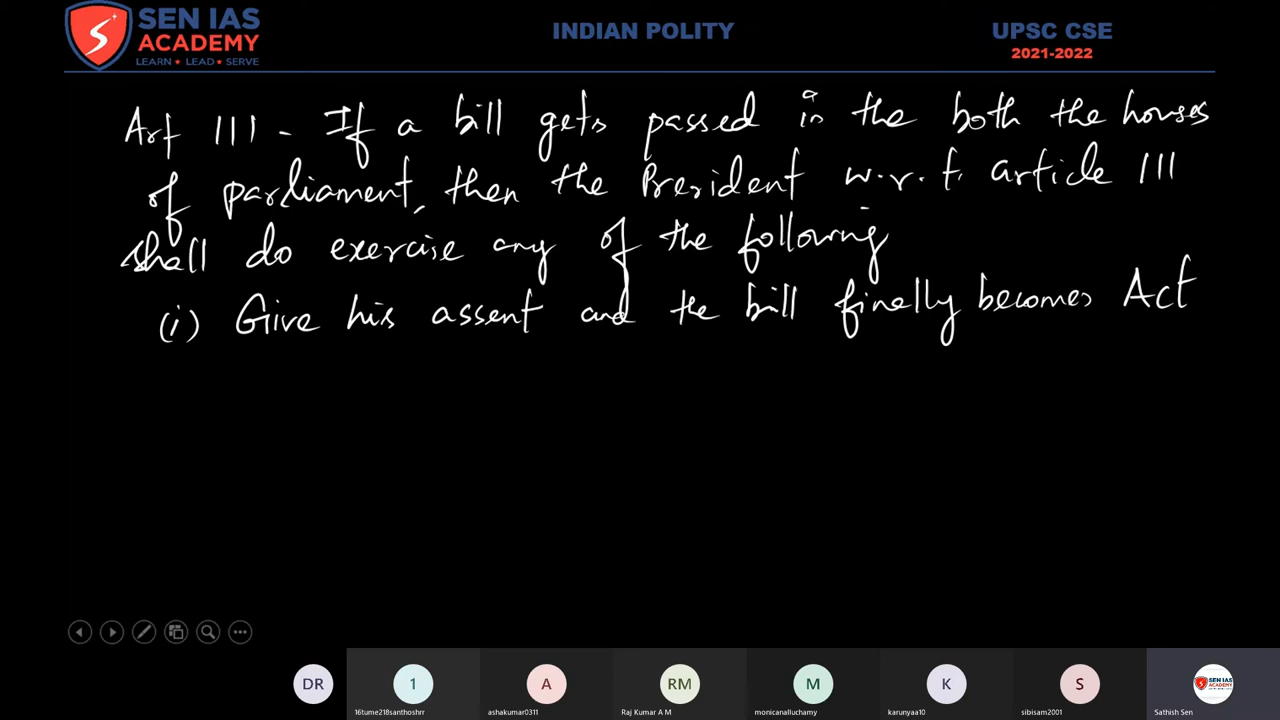 SEN IAS
ACADEMY
LEARN ★ LEAD ★ SERVE
INDIAN POLITY
UPSC CSE
2021-2022
Art 111 - If a bill gets passed in the both the houses
of parliament, then the President w.r.t. article 111
shall do exercise any of the following
(i) Give his assent and the bill finally becomes Act
DR
1
16tume218santhoshrr
A
ashakumar0311
RM
Raj Kumar A M
M
monicanalluchamy
K
karunyaa10
S
sibisam2001
SEN IAS
ACADEMY
Sathish Sen